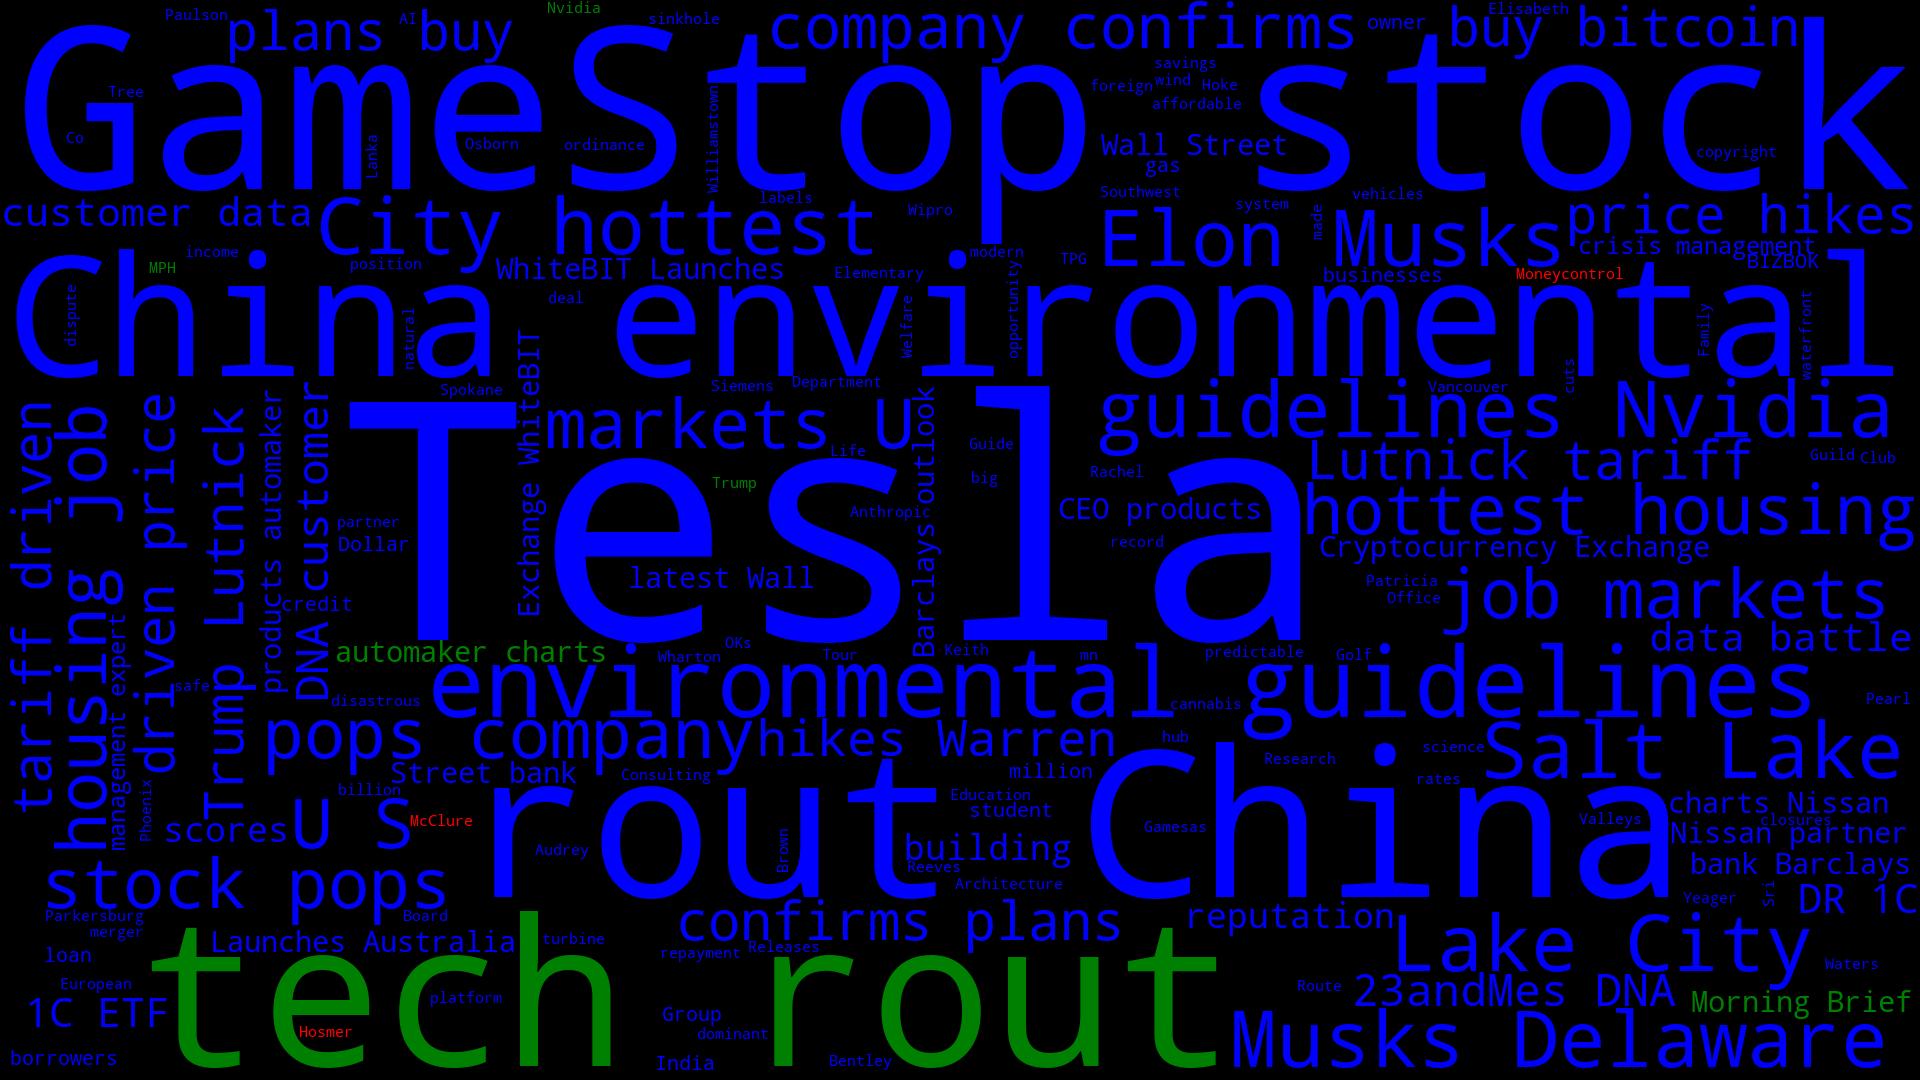 Paulson
AI
Nvidia
sinkhole
plans buy
company confirms
owner
Elisabeth
buy bitcoin
GameStop stock
Tree
Co
Lanka
Osborn
ordinance
Williamstown
savings
foreign
wind
Hoke
affordable
Wall Street
gas
copyright
Southwest
vehicles
labels
Wipro
system
made
customer data
City hottest
Elon Musks
price hikes
crisis management
BIZBOK
MPH
income
position
WhiteBIT Launches
Elementary
modern
TPG
businesses
Moneycontrol
China environmental
dispute
natural
deal
Welfare
opportunity
Family
waterfront
cuts
Spokane
Siemens
Department
Vancouver
tariff driven
housing job
driven price
Trump Lutnick
products automaker
DNA customer
Exchange WhiteBIT
markets U
Barclays outlook
guidelines Nvidia
Tesla
Life
Guide
big
Trump
Anthropic
Rachel
Lutnick tariff
Guild
Club
CEO products
hottest housing
partner
Dollar
record
Cryptocurrency Exchange
latest Wall
Patricia
Office
job markets
credit
management expert
safe
automaker charts
Wharton
OKs
Tour
Keith
mn
predictable
Golf
data battle
environmental guidelines
disastrous
cannabis
Pearl
pops company
hikes Warren
hub
Research
science
Salt Lake
Street bank
Consulting
million
rates
billion
Phoenix
Education
student
charts Nissan
closures
Valleys
scores
U S
McClure
rout China
Gamesas
Nissan partner
Audrey
Brown
building
Reeves
bank Barclays
stock pops
Architecture
Yeager
Sri
DR 1C
Parkersburg
merger
Board
confirms plans
reputation
Launches Australia
turbine
repayment
Releases
Lake City
loan
Waters
European
platform
Route
23andMes DNA
Morning Brief
1C ETF
tech rout
Group
Hosmer
dominant
Musks Delaware
borrowers
India
Bentley